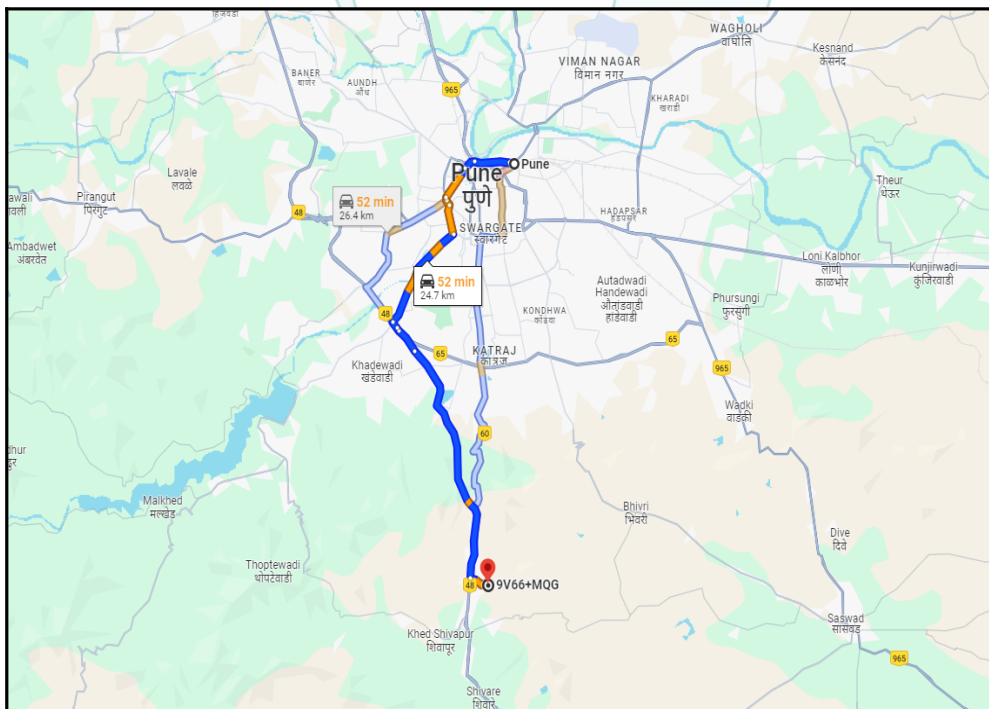 हिंजवडी
WAGHOLI
वाघोलि
Kesnand
केसनंद
VIMAN NAGAR
विमान नगर
BANER
बाणेर
AUNDH
औंध
965
KHARADI
खराडी
Lavale
लवळे
Pune
Pune
पुणे
Theur
थेऊर
Pirangut
पिरंगुट
52 min
26.4 km
48
HADAPSAR
हडपसर
SWARGATE
स्वारगेट
Ambadwet
अंबरवेत
Loni Kalbhor
लोणी
काळभोर
Kunjirwadi
कुंजिरवाडी
52 min
24.7 km
Autadwadi
Handewadi
औतांडवाडी
हांडेवाडी
Phursungi
फुरसुंगी
KONDHWA
कोंढवा
48
65
65
KATRAJ
कात्रज
Khadewadi
खडेवाडी
965
Wadki
वाडकी
60
Malkhed
मल्खेड
Bhivri
भिवरी
Dive
दिवे
Thoptewadi
थोपटेवाडी
48
9V66+MQG
Saswad
सासवड
Khed Shivapur
शिवापूर
965
Shivare
शिवारे